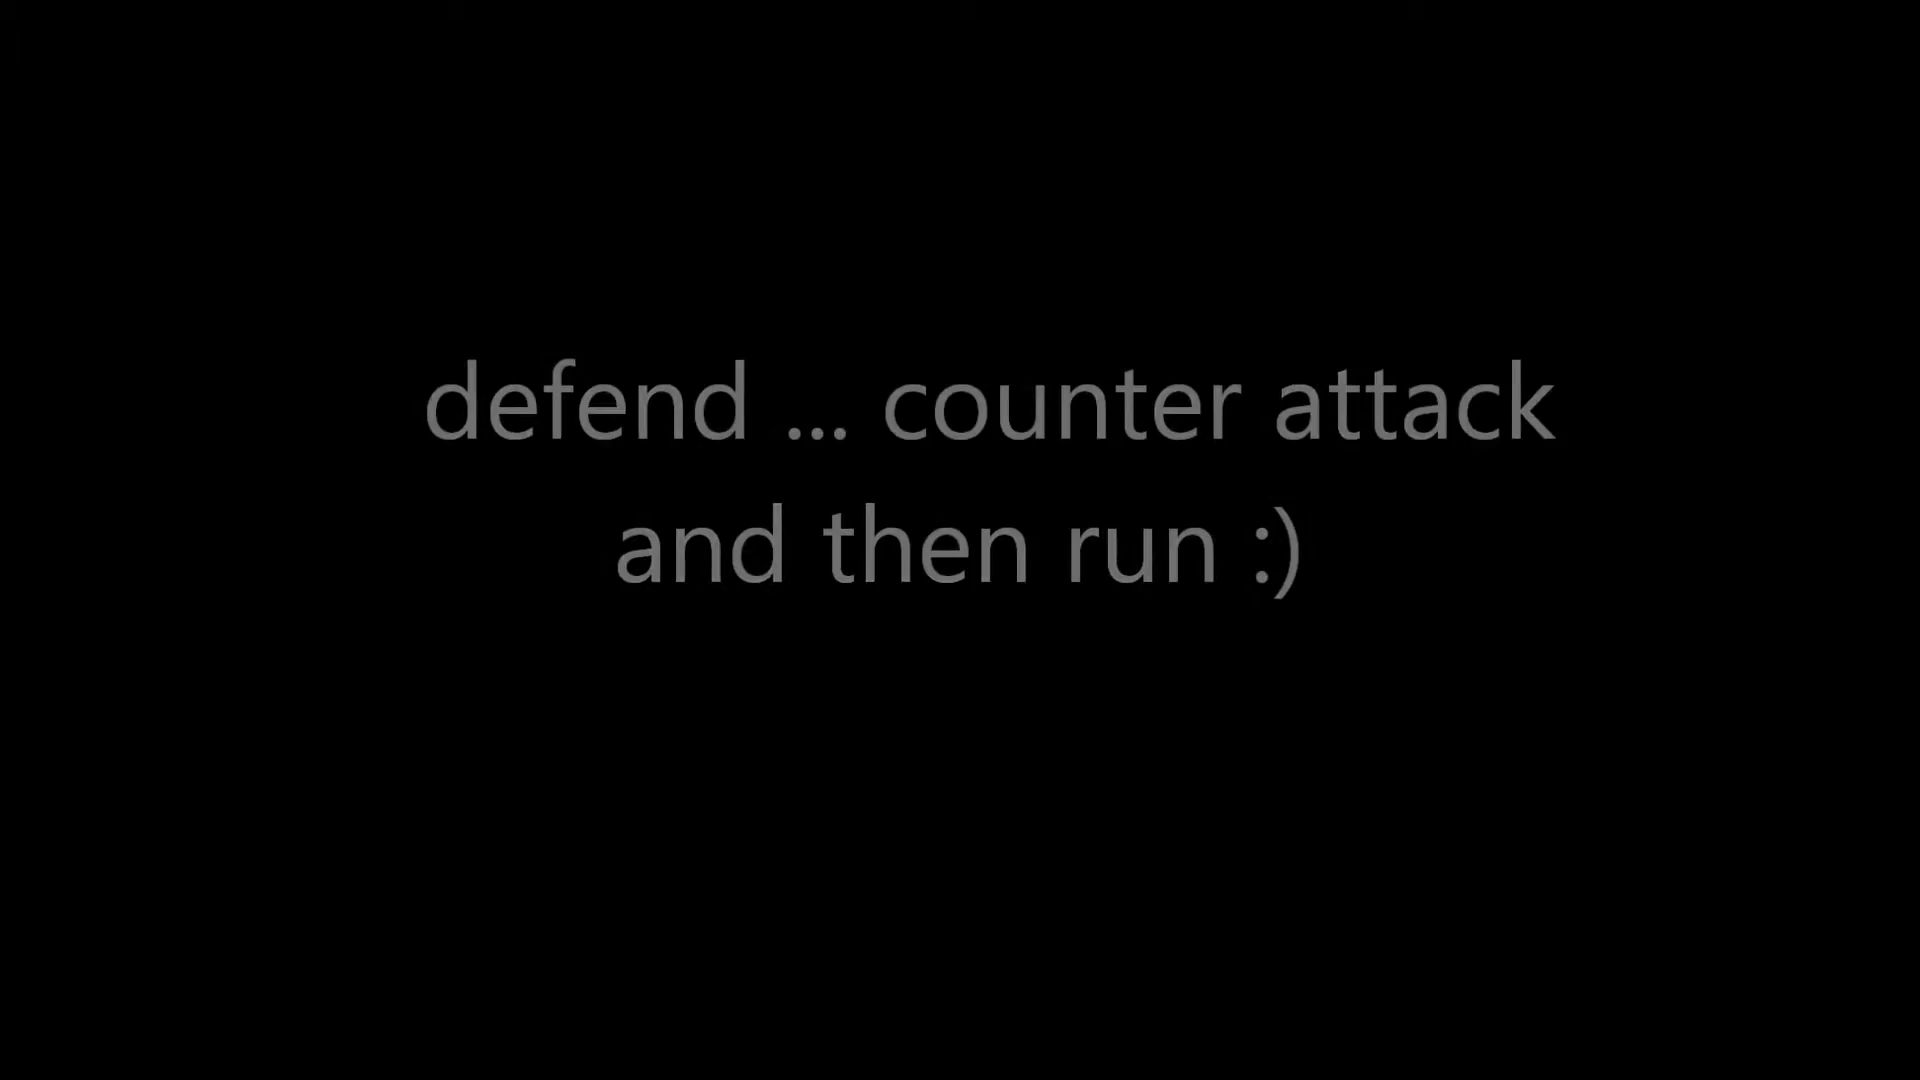 defend ... counter attack
and then run :)